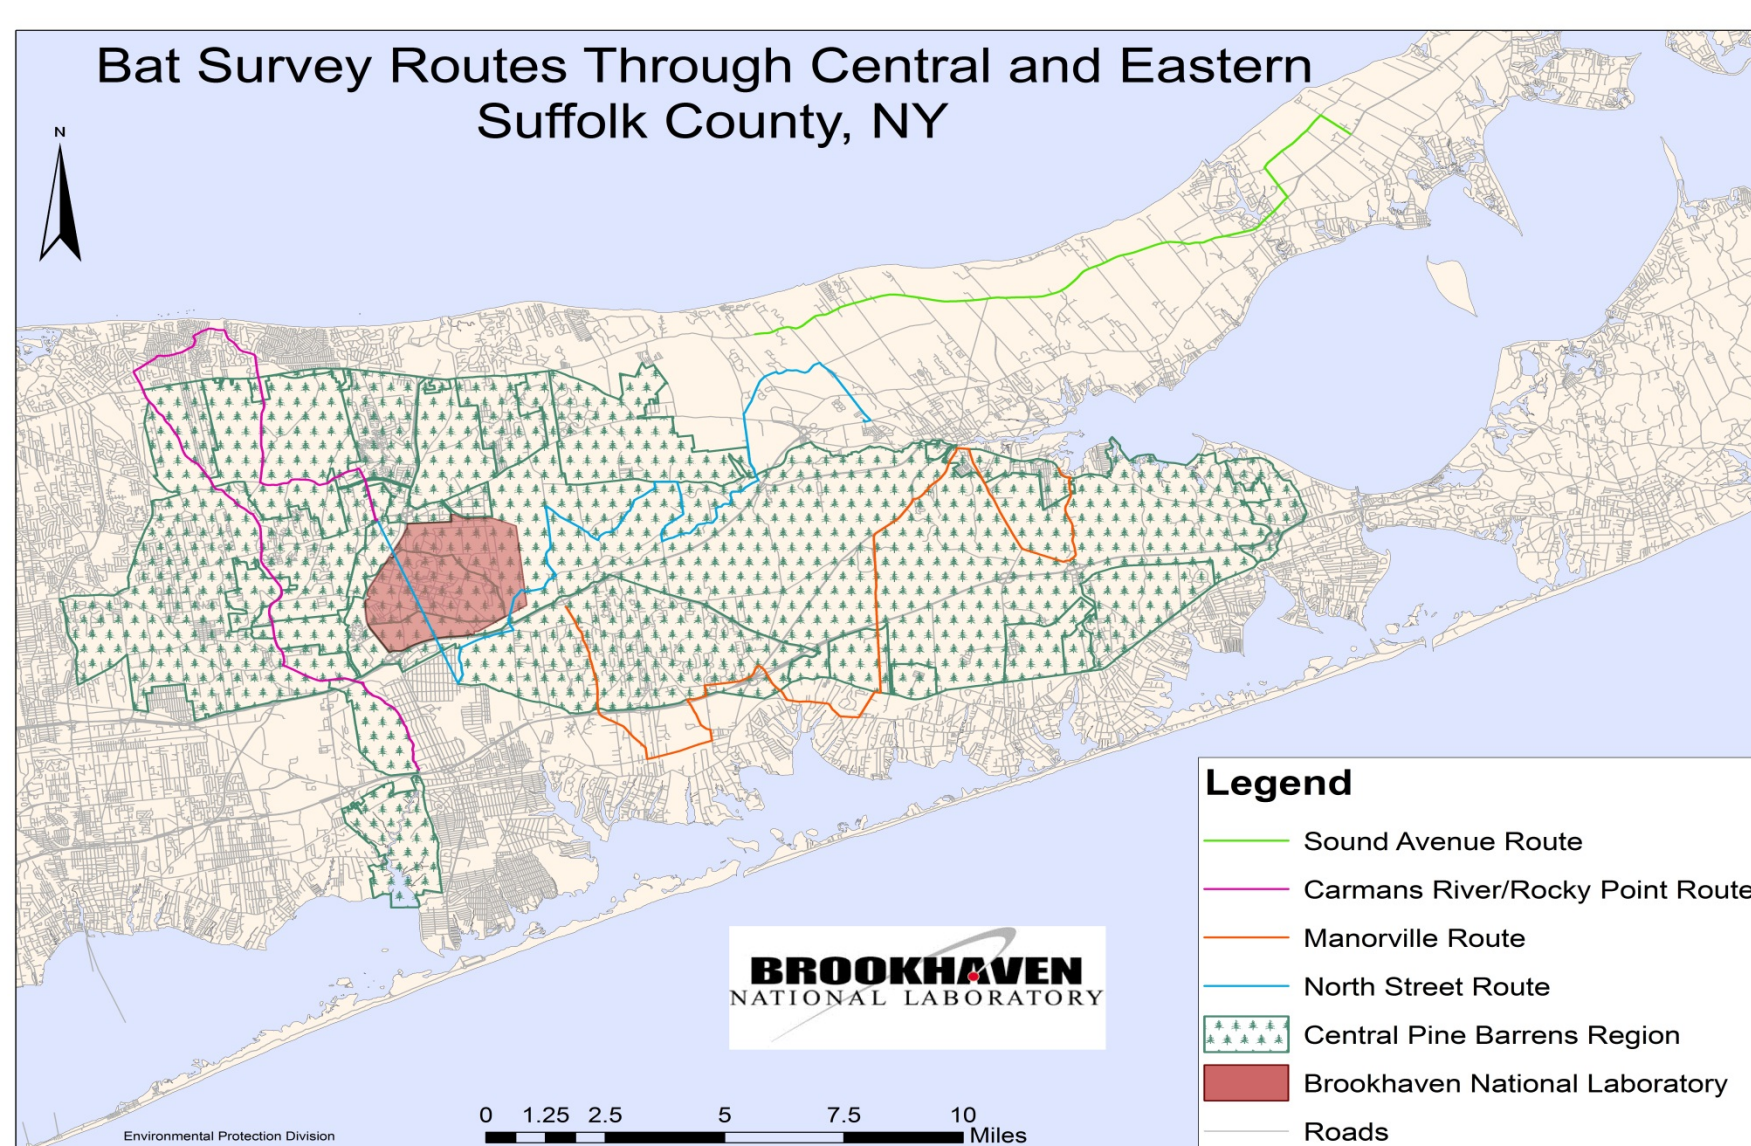 Bat Survey Routes Through Central and Eastern
Suffolk County, NY
N
Legend
Sound Avenue Route
Carmans River/Rocky Point Route
Manorville Route
North Street Route
Central Pine Barrens Region
Brookhaven National Laboratory
Roads
BROOKHAVEN
NATIONAL LABORATORY
0 1.25 2.5 5 7.5 10
Miles
Environmental Protection Division